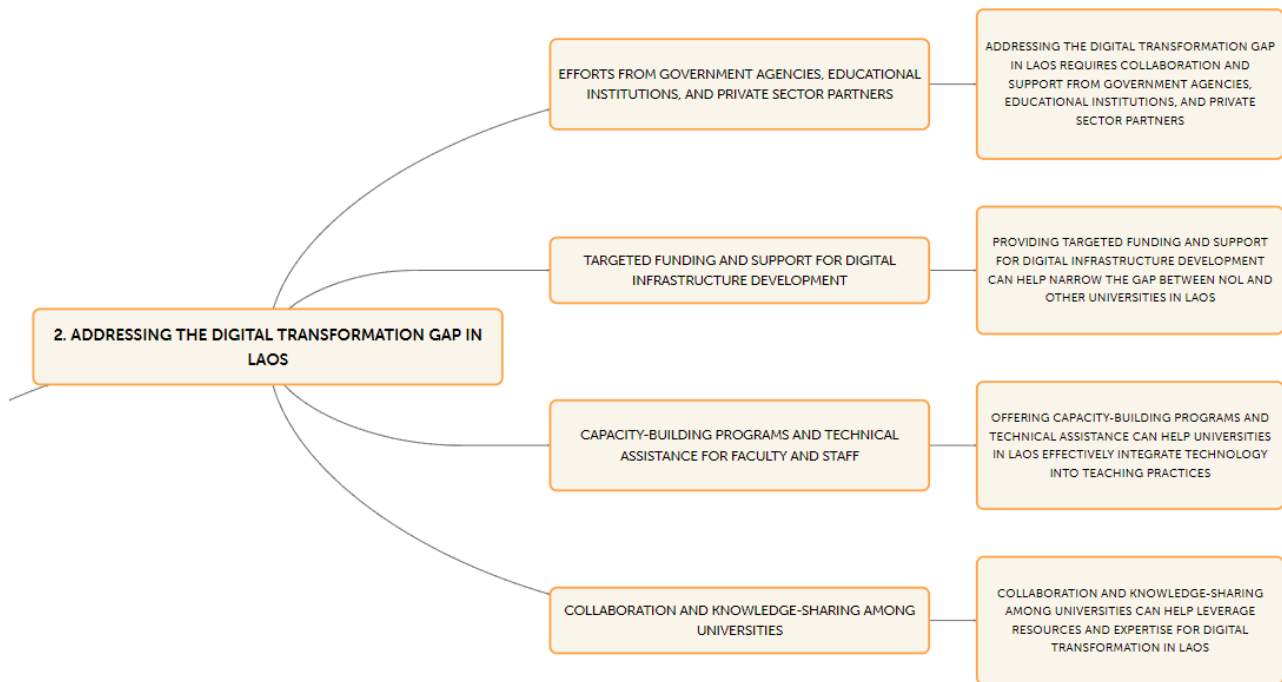 2. ADDRESSING THE DIGITAL TRANSFORMATION GAP IN
LAOS
EFFORTS FROM GOVERNMENT AGENCIES, EDUCATIONAL
INSTITUTIONS, AND PRIVATE SECTOR PARTNERS
ADDRESSING THE DIGITAL TRANSFORMATION GAP
IN LAOS REQUIRES COLLABORATION AND
SUPPORT FROM GOVERNMENT AGENCIES,
EDUCATIONAL INSTITUTIONS, AND PRIVATE
SECTOR PARTNERS
TARGETED FUNDING AND SUPPORT FOR DIGITAL
INFRASTRUCTURE DEVELOPMENT
PROVIDING TARGETED FUNDING AND SUPPORT
FOR DIGITAL INFRASTRUCTURE DEVELOPMENT
CAN HELP NARROW THE GAP BETWEEN NOL AND
OTHER UNIVERSITIES IN LAOS
CAPACITY-BUILDING PROGRAMS AND TECHNICAL
ASSISTANCE FOR FACULTY AND STAFF
OFFERING CAPACITY-BUILDING PROGRAMS AND
TECHNICAL ASSISTANCE CAN HELP UNIVERSITIES
IN LAOS EFFECTIVELY INTEGRATE TECHNOLOGY
INTO TEACHING PRACTICES
COLLABORATION AND KNOWLEDGE-SHARING AMONG
UNIVERSITIES
COLLABORATION AND KNOWLEDGE-SHARING
AMONG UNIVERSITIES CAN HELP LEVERAGE
RESOURCES AND EXPERTISE FOR DIGITAL
TRANSFORMATION IN LAOS